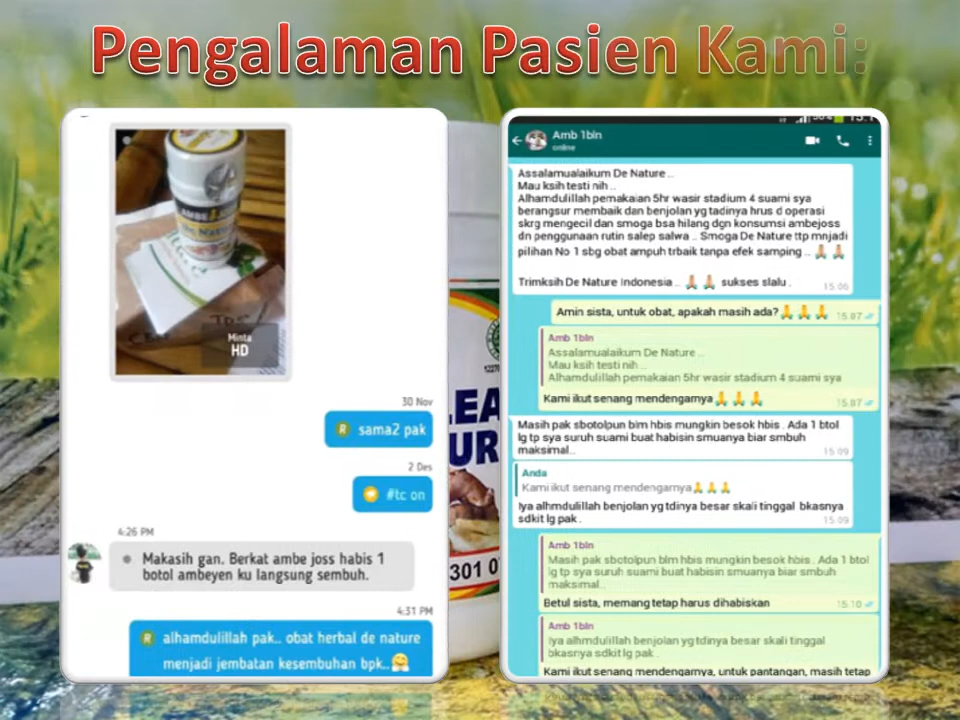 Pengalaman Pasien Kami:
AMBE
De Nature
Minta
HD
30 Nov
R sama2 pak
2 Des
#tc on
4:26 PM
Makasih gan. Berkat ambe joss habis 1
botol ambeyen ku langsung sembuh.
4:31 PM
R alhamdulillah pak.. obat herbal de nature
menjadi jembatan kesembuhan bpk..🤗
LEA
UR
301 0
Amb 1bln
online
Assalamualaikum De Nature ..
Mau ksih testi nih ..
Alhamdulillah pemakaian 5hr wasir stadium 4 suami sya
berangsur membaik dan benjolan yg tadinya hrus d operasi
skrg mengecil dan smoga bsa hilang dgn konsumsi ambejoss
dn penggunaan rutin salep salwa .. Smoga De Nature ttp mnjadi
pilihan No 1 sbg obat ampuh trbaik tanpa efek samping .. 🙏 🙏
Trimksih De Nature Indonesia .. 🙏 🙏 sukses slalu .
15.06
Amin sista, untuk obat, apakah masih ada?🙏 🙏 🙏 15.07
Amb 1bln
Assalamualaikum De Nature ..
Mau ksih testi nih ..
Alhamdulillah pemakaian 5hr wasir stadium 4 suami sya
Kami ikut senang mendengarnya🙏 🙏 🙏 15.07
Masih pak sbotolpun blm hbis mungkin besok hbis . Ada 1 btol
lg tp sya suruh suami buat habisin smuanya biar smbuh
maksimal.. 15.09
Anda
Kami ikut senang mendengarnya🙏🙏🙏
Iya alhmdulillah benjolan yg tdinya besar skali tinggal bkasnya
sdkit lg pak . 15.09
Amb 1bln
Masih pak sbotolpun blm hbis mungkin besok hbis . Ada 1 btol
lg tp sya suruh suami buat habisin smuanya biar smbuh
maksimal..
Betul sista, memang tetap harus dihabiskan 15.10
Amb 1bln
Iya alhmdulillah benjolan yg tdinya besar skali tinggal
bkasnya sdkit lg pak .
Kami ikut senang mendengarnya, untuk pantangan, masih tetap